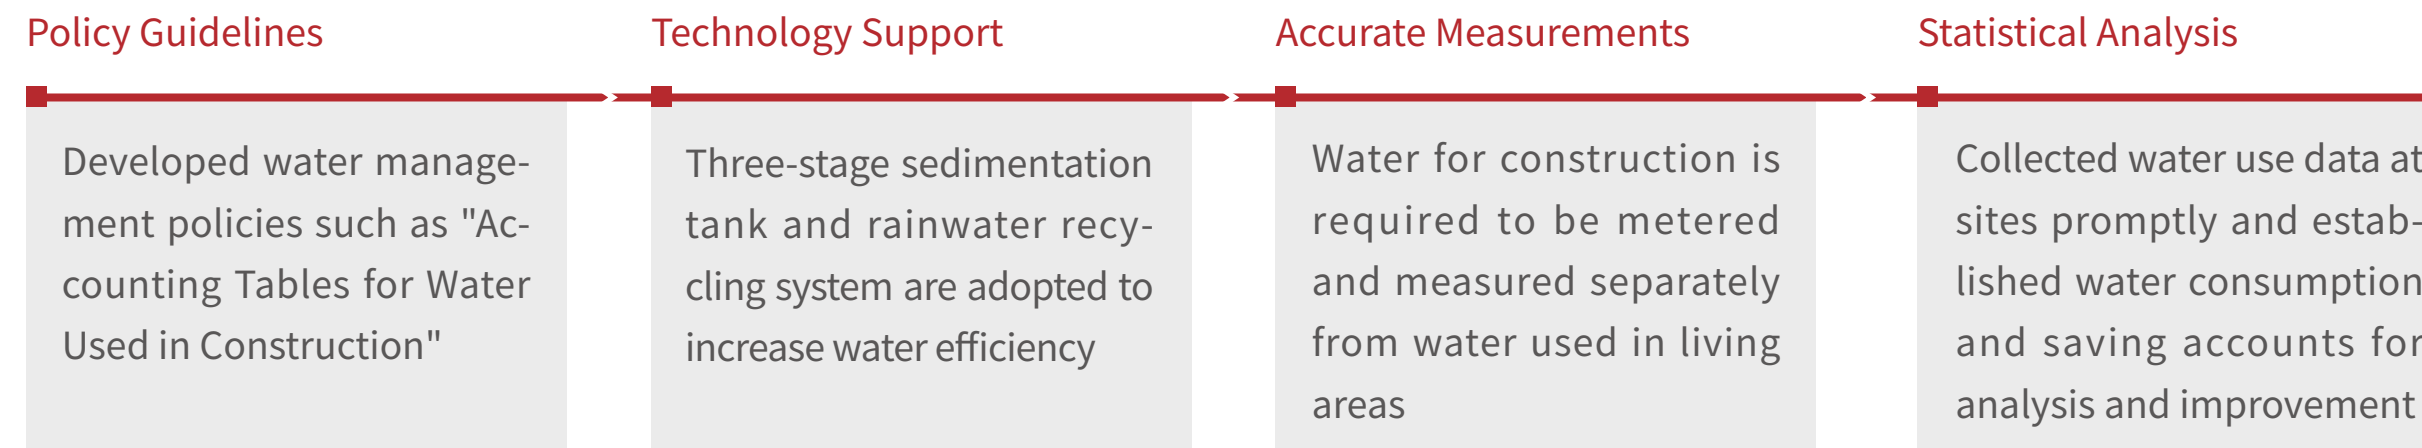 Policy Guidelines
Developed water manage-
ment policies such as "Ac-
counting Tables for Water
Used in Construction"
Technology Support
Three-stage sedimentation
tank and rainwater recy-
cling system are adopted to
increase water efficiency
Accurate Measurements
Water for construction is
required to be metered
and measured separately
from water used in living
areas
Statistical Analysis
Collected water use data at
sites promptly and estab-
lished water consumption
and saving accounts for
analysis and improvement